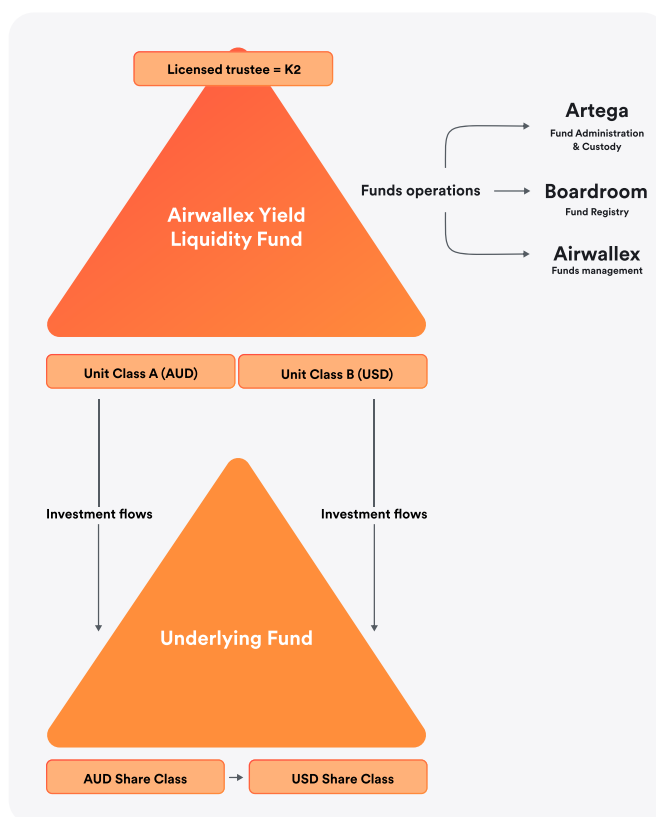 Licensed trustee = K2
Airwallex Yield
Liquidity Fund
Funds operations
Artega
Fund Administration
& Custody
Boardroom
Fund Registry
Airwallex
Funds management
Unit Class A (AUD)
Unit Class B (USD)
Investment flows
Investment flows
Underlying Fund
AUD Share Class
USD Share Class